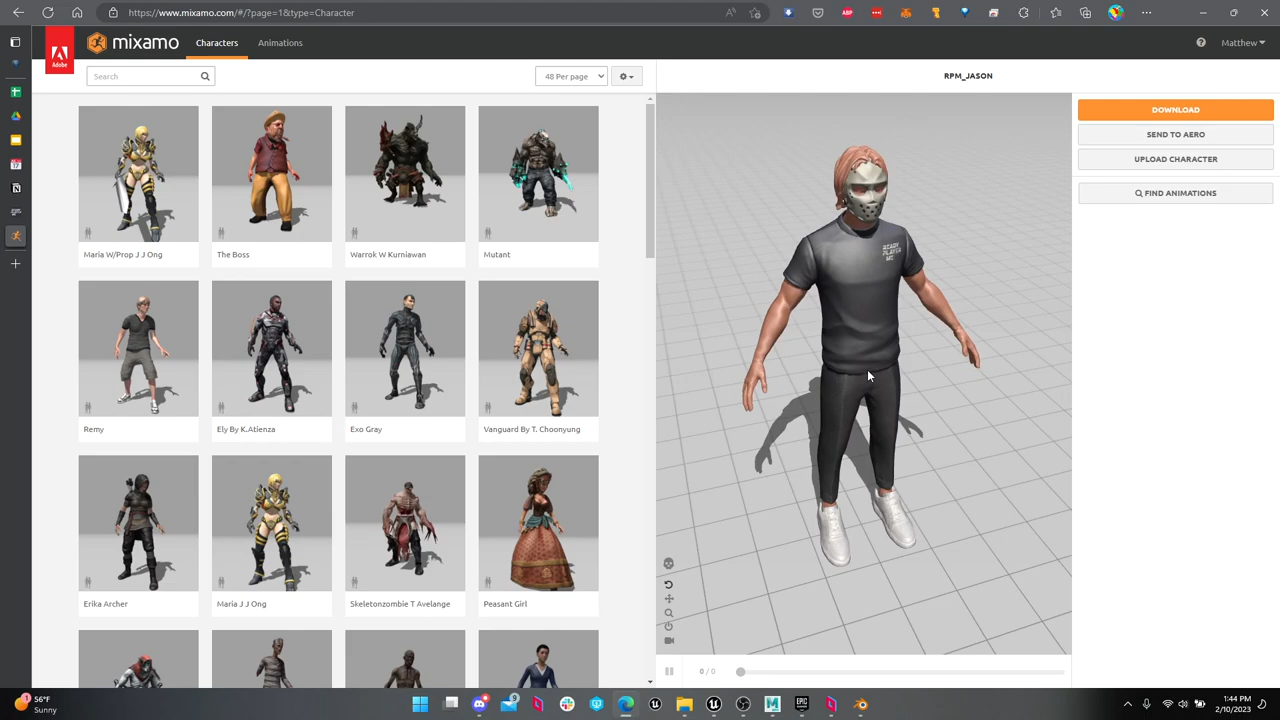 https://www.mixamo.com/#/?page=1&type=Character
Adobe
mixamo
Characters
Animations
Matthew
Search
48 Per page
RPM_JASON
Maria W/Prop J J Ong
The Boss
Warrok W Kurniawan
Mutant
Remy
Ely By K.Atienza
Exo Gray
Vanguard By T. Choonyung
Erika Archer
Maria J J Ong
Skeletonzombie T Avelange
Peasant Girl
READY
PLAYER
ME
DOWNLOAD
SEND TO AERO
UPLOAD CHARACTER
FIND ANIMATIONS
0 / 0
56°F
Sunny
1:44 PM
2/10/2023